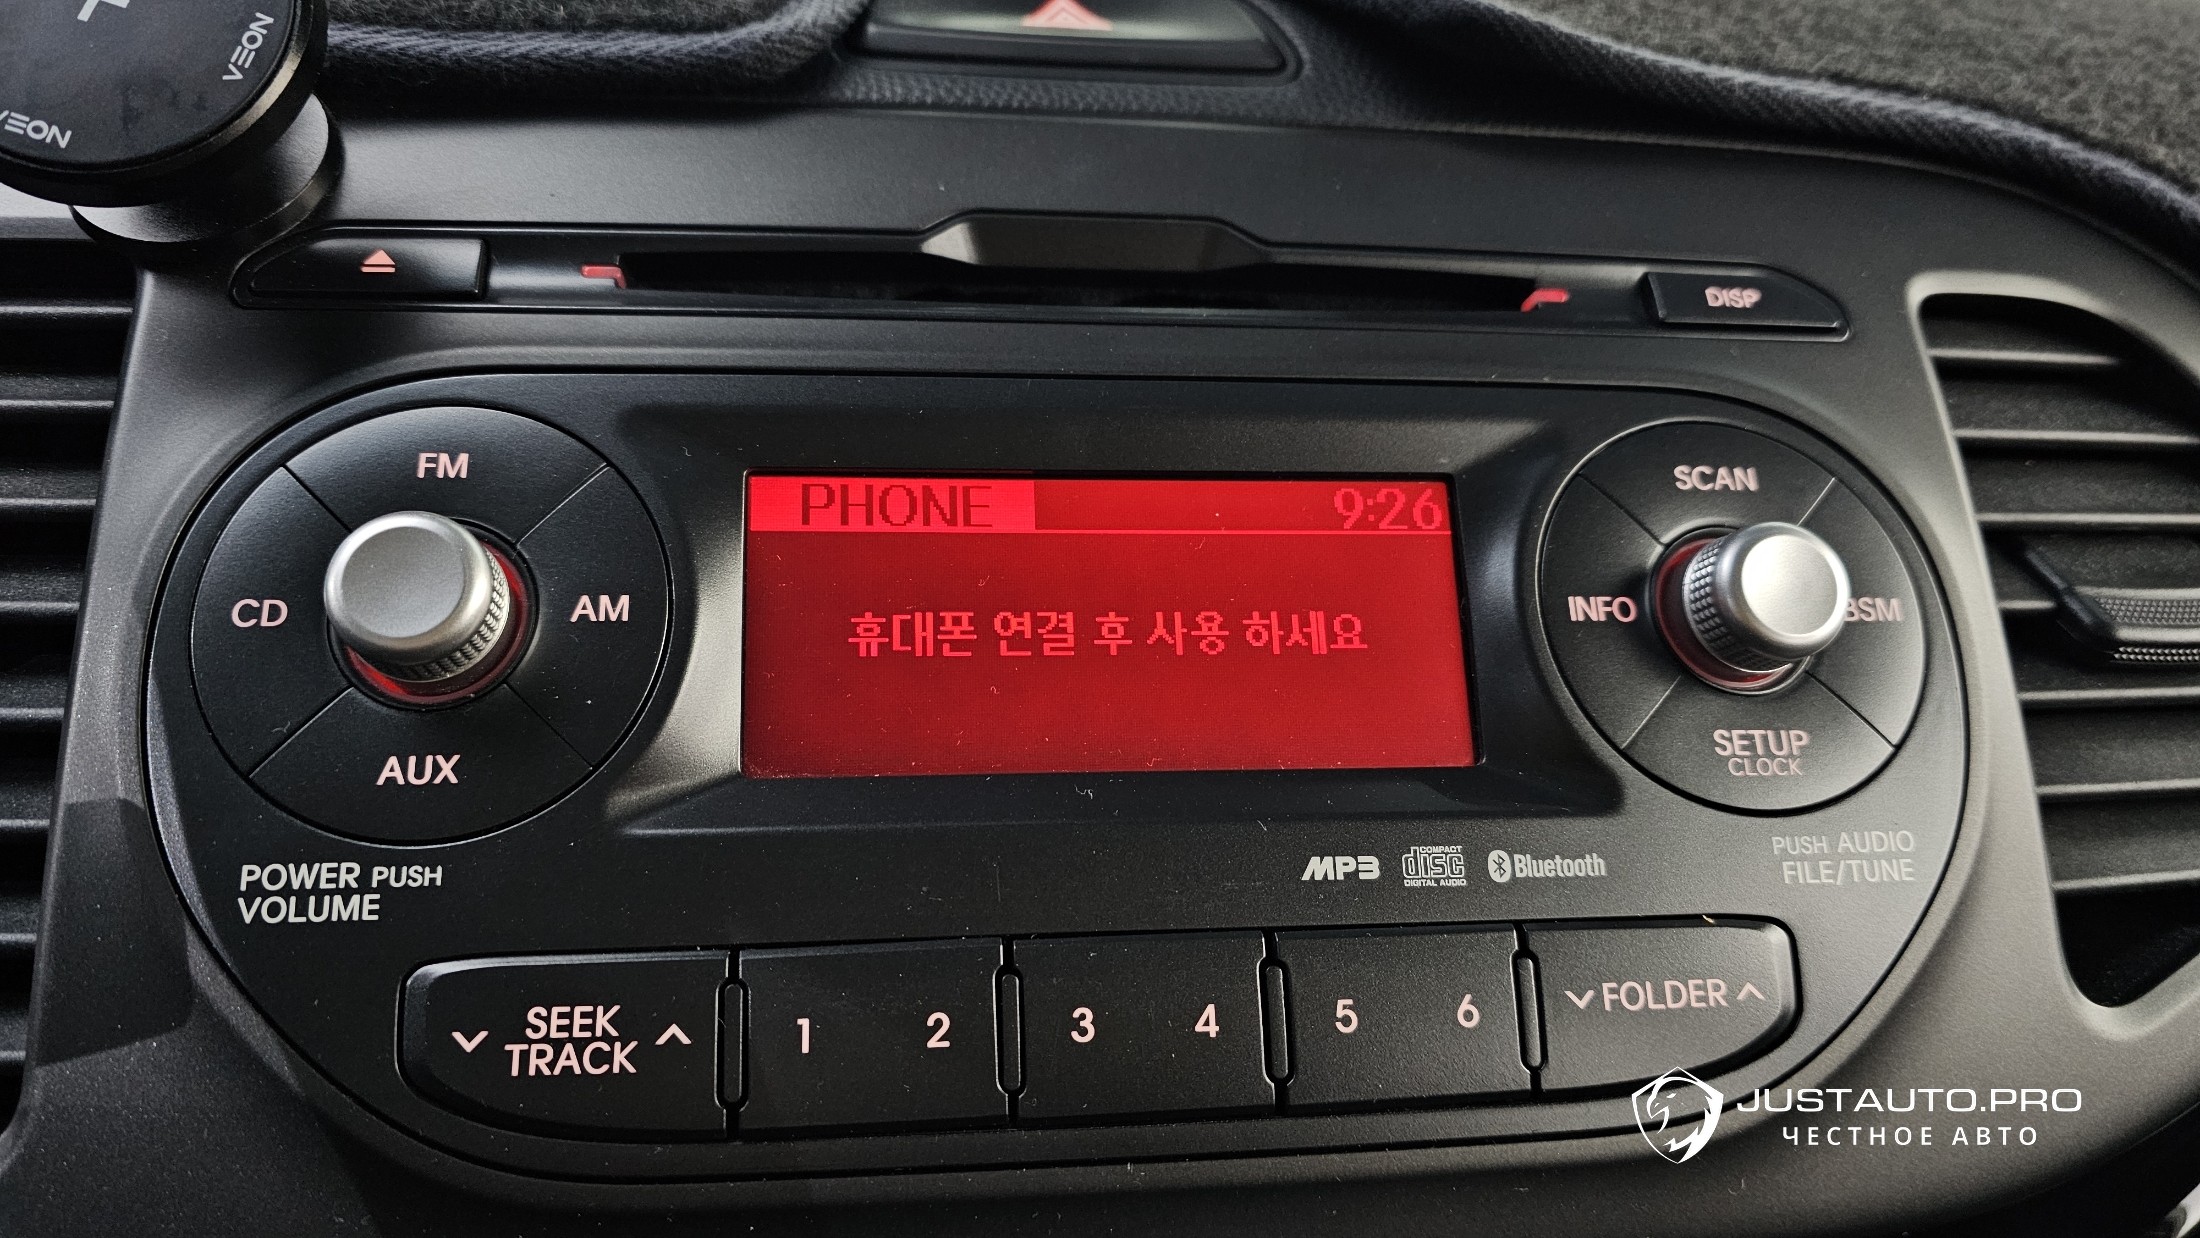 VEON
VEON
DISP
FM
CD
AM
AUX
POWER PUSH
VOLUME
PHONE 9:26
휴대폰 연결 후 사용 하세요
SCAN
INFO
BSM
SETUP
CLOCK
PUSH AUDIO
FILE/TUNE
MP3
COMPACT
disc
DIGITAL AUDIO
Bluetooth
SEEK
TRACK
1 2 3 4 5 6
FOLDER
JUSTAUTO.PRO
ЧЕСТНОЕ АВТО